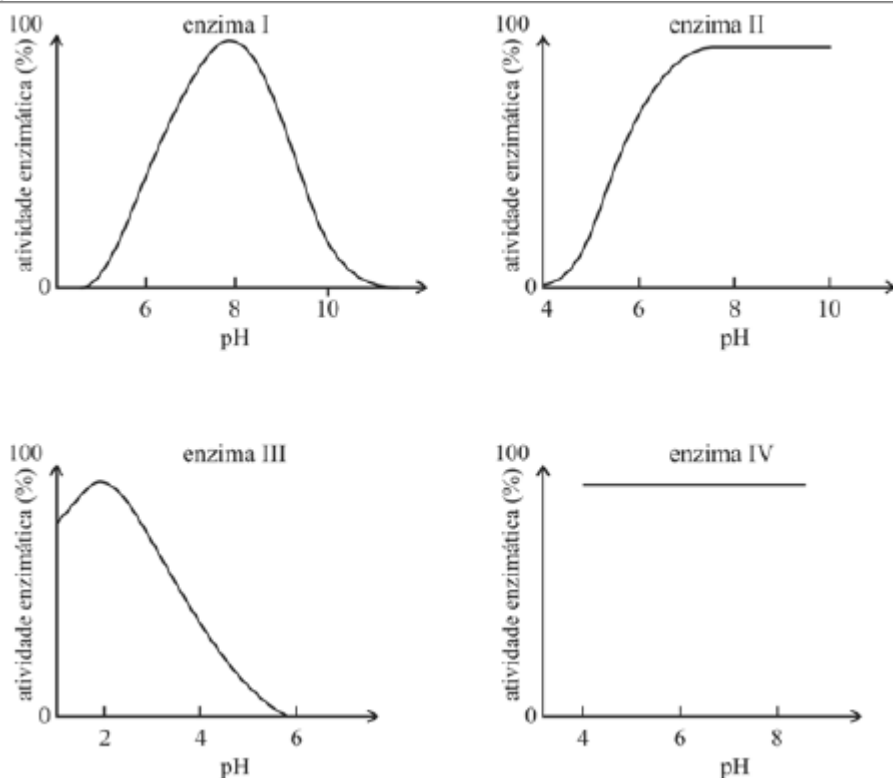 enzima I
100
atividade enzimática (%)
0
6 8 10
pH
enzima II
100
atividade enzimática (%)
0
4 6 8 10
pH
enzima III
100
atividade enzimática (%)
0
2 4 6
pH
enzima IV
100
atividade enzimática (%)
0
4 6 8
pH